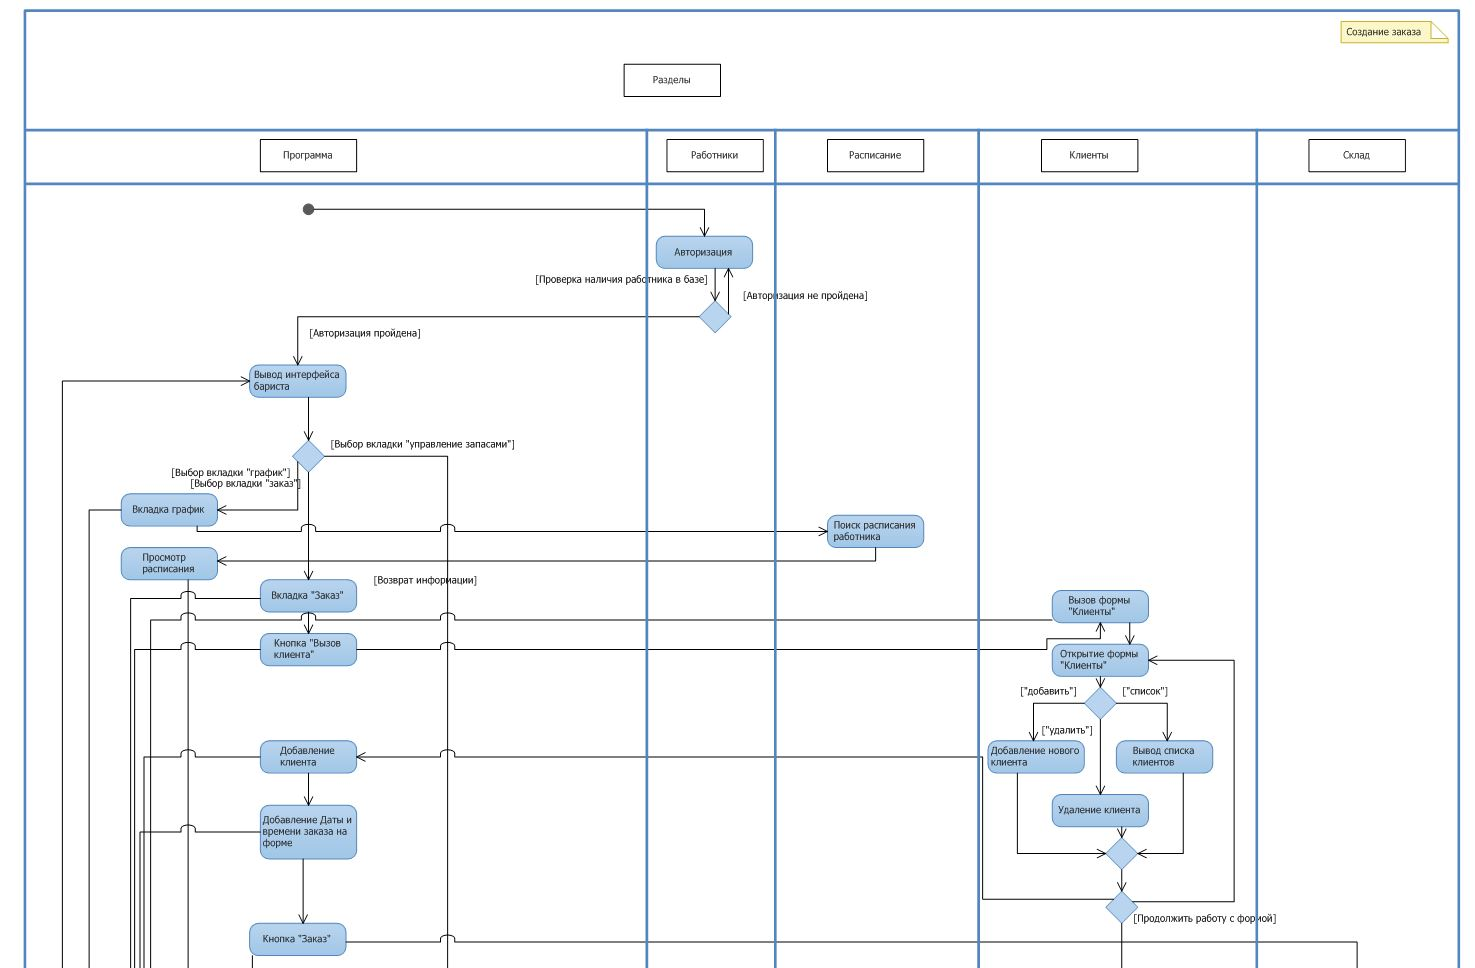 Создание заказа
Разделы
Программа
Работники
Расписание
Клиенты
Склад
Авторизация
[Проверка наличия работника в базе]
[Авторизация не пройдена]
[Авторизация пройдена]
Вывод интерфейса
бариста
[Выбор вкладки "управление запасами"]
[Выбор вкладки "график"]
[Выбор вкладки "заказ"]
Вкладка график
Поиск расписания
работника
Просмотр
расписания
[Возврат информации]
Вкладка "Заказ"
Вызов формы
"Клиенты"
Кнопка "Вызов
клиента"
Открытие формы
"Клиенты"
["добавить"]
["список"]
["удалить"]
Добавление
клиента
Добавление нового
клиента
Вывод списка
клиентов
Удаление клиента
Добавление Даты и
времени заказа на
форме
[Продолжить работу с формой]
Кнопка "Заказ"